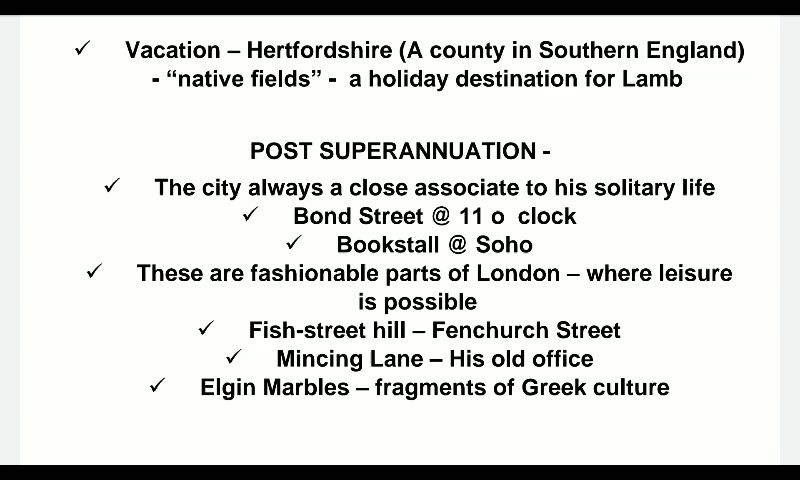 ✓ Vacation – Hertfordshire (A county in Southern England)
- “native fields” - a holiday destination for Lamb
POST SUPERANNUATION -
✓ The city always a close associate to his solitary life
✓ Bond Street @ 11 o clock
✓ Bookstall @ Soho
✓ These are fashionable parts of London – where leisure
is possible
✓ Fish-street hill – Fenchurch Street
✓ Mincing Lane – His old office
✓ Elgin Marbles – fragments of Greek culture